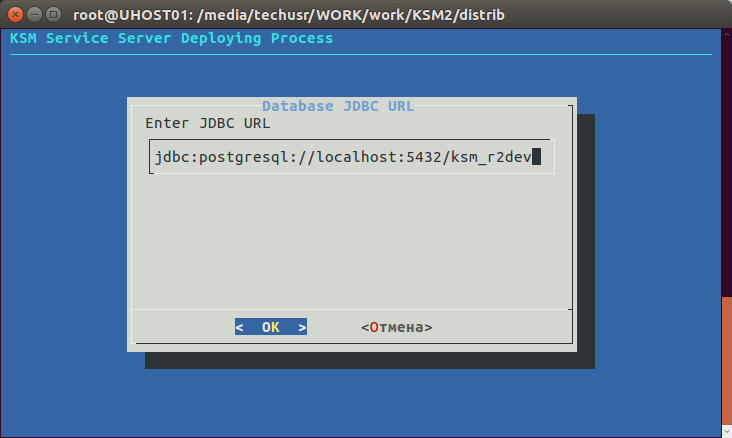 root@UHOST01: /media/techusr/WORK/work/KSM2/distrib
KSM Service Server Deploying Process
Database JDBC URL
Enter JDBC URL
jdbc:postgresql://localhost:5432/ksm_r2dev
< OK > <Отмена>